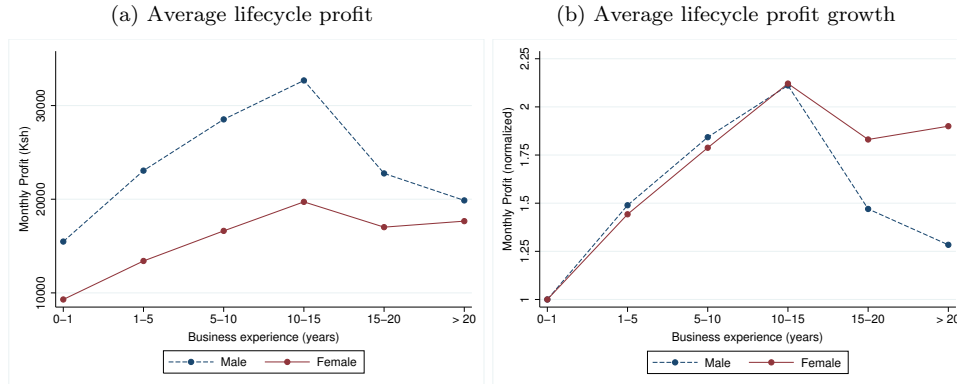 (a) Average lifecycle profit
Monthly Profit (Ksh)
30000
20000
10000
0−1
1−5
5−10
10−15
15−20
> 20
Business experience (years)
Male
Female
(b) Average lifecycle profit growth
Monthly Profit (normalized)
2.25
2
1.75
1.5
1.25
1
0−1
1−5
5−10
10−15
15−20
> 20
Business experience (years)
Male
Female